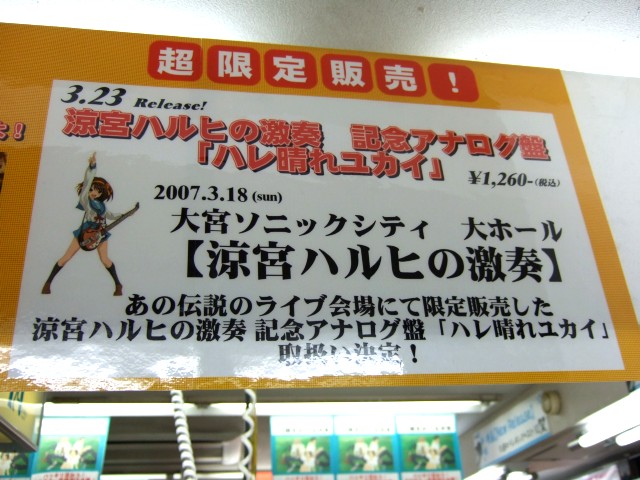 超限定販売！
3.23 Release!
涼宮ハルヒの激奏 記念アナログ盤
「ハレ晴れユカイ」
¥1,260-(税込)
2007.3.18 (sun)
大宮ソニックシティ 大ホール
【涼宮ハルヒの激奏】
あの伝説のライブ会場にて限定販売した
涼宮ハルヒの激奏 記念アナログ盤「ハレ晴れユカイ」
取扱い決定！